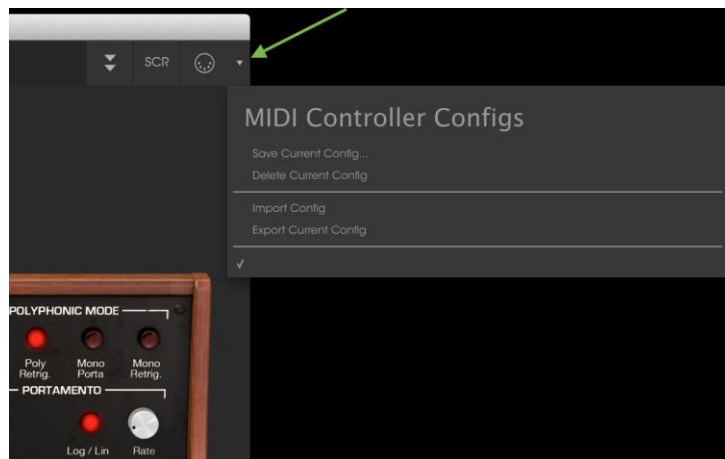 SCR
MIDI Controller Configs
Save Current Config...
Delete Current Config
Import Config
Export Current Config
POLYPHONIC MODE
Poly Retrig.
Mono Porta
Mono Retrig.
PORTAMENTO
Log / Lin
Rate